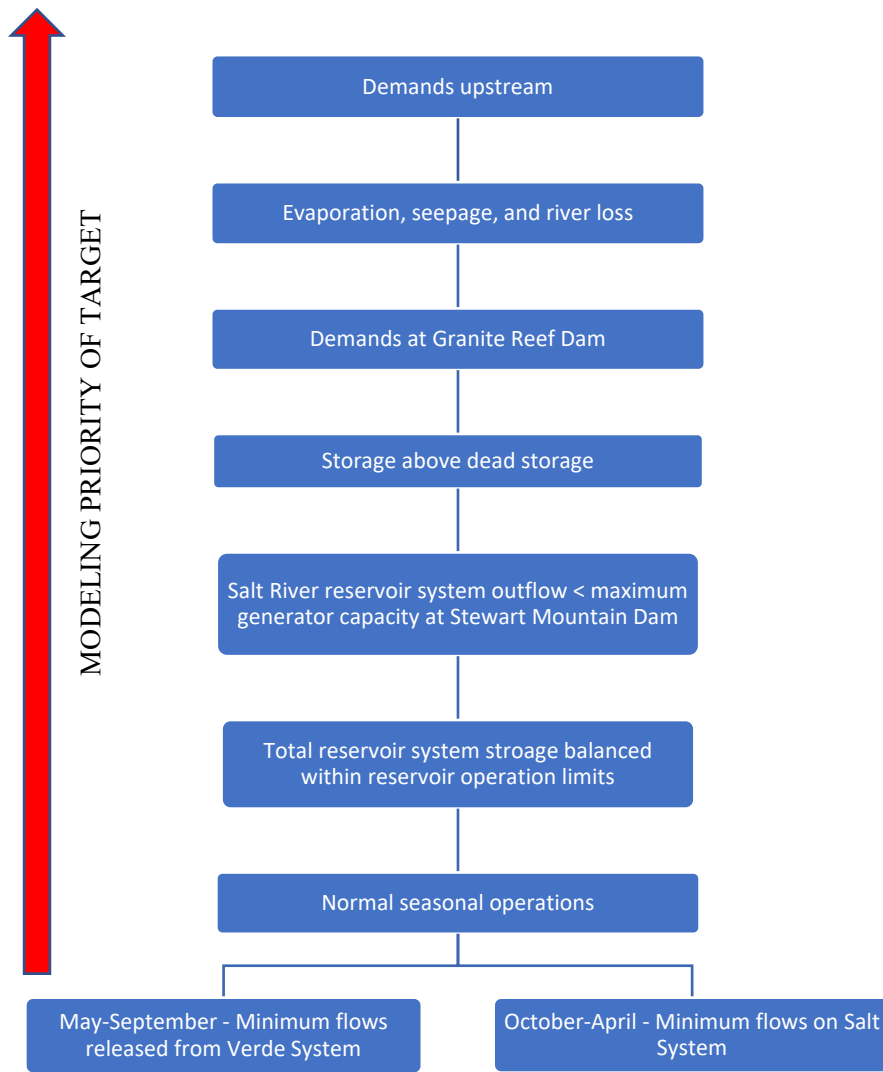 MODELING PRIORITY OF TARGET
Demands upstream
Evaporation, seepage, and river loss
Demands at Granite Reef Dam
Storage above dead storage
Salt River reservoir system outflow < maximum
generator capacity at Stewart Mountain Dam
Total reservoir system stroage balanced
within reservoir operation limits
Normal seasonal operations
May-September - Minimum flows
released from Verde System
October-April - Minimum flows on Salt
System